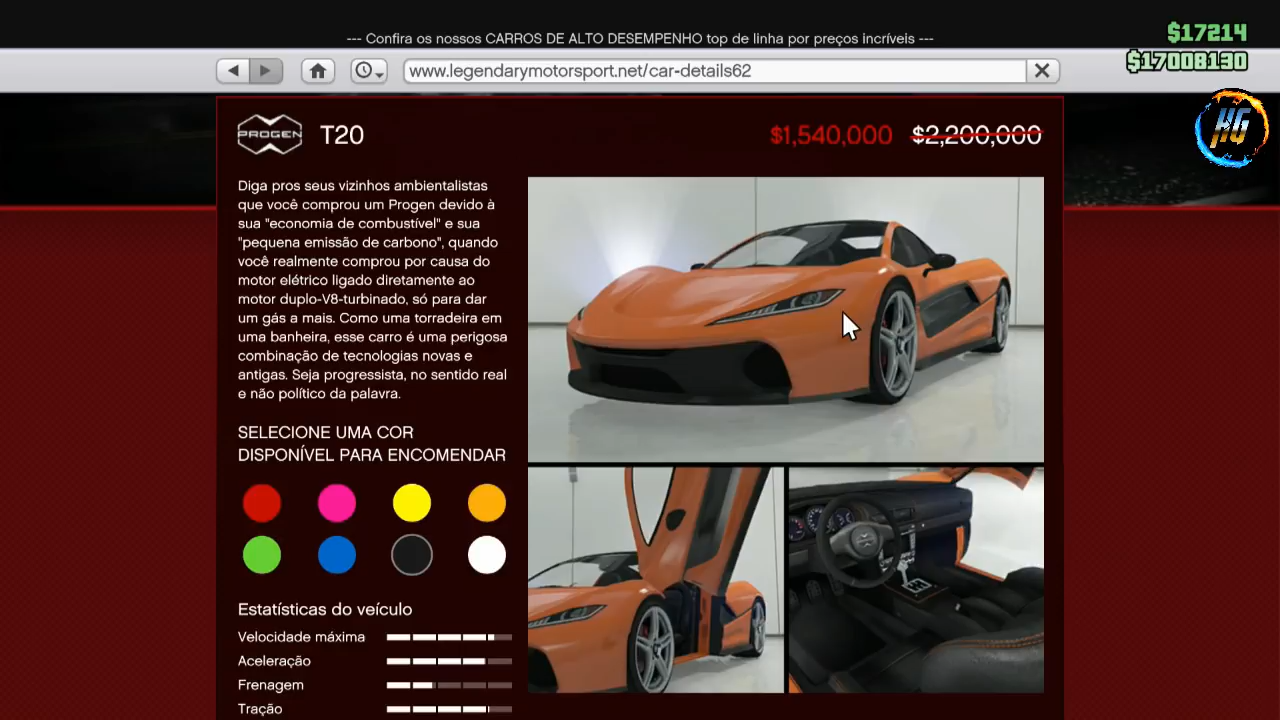 --- Confira os nossos CARROS DE ALTO DESEMPENHO top de linha por preços incríveis ---
$17214
$17008130
www.legendarymotorsport.net/car-details62
HG
PROGEN
T20
$1,540,000 $2,200,000
Diga pros seus vizinhos ambientalistas
que você comprou um Progen devido à
sua "economia de combustível" e sua
"pequena emissão de carbono", quando
você realmente comprou por causa do
motor elétrico ligado diretamente ao
motor duplo-V8-turbinado, só para dar
um gás a mais. Como uma torradeira em
uma banheira, esse carro é uma perigosa
combinação de tecnologias novas e
antigas. Seja progressista, no sentido real
e não político da palavra.
SELECIONE UMA COR
DISPONÍVEL PARA ENCOMENDAR
Estatísticas do veículo
Velocidade máxima
Aceleração
Frenagem
Tração